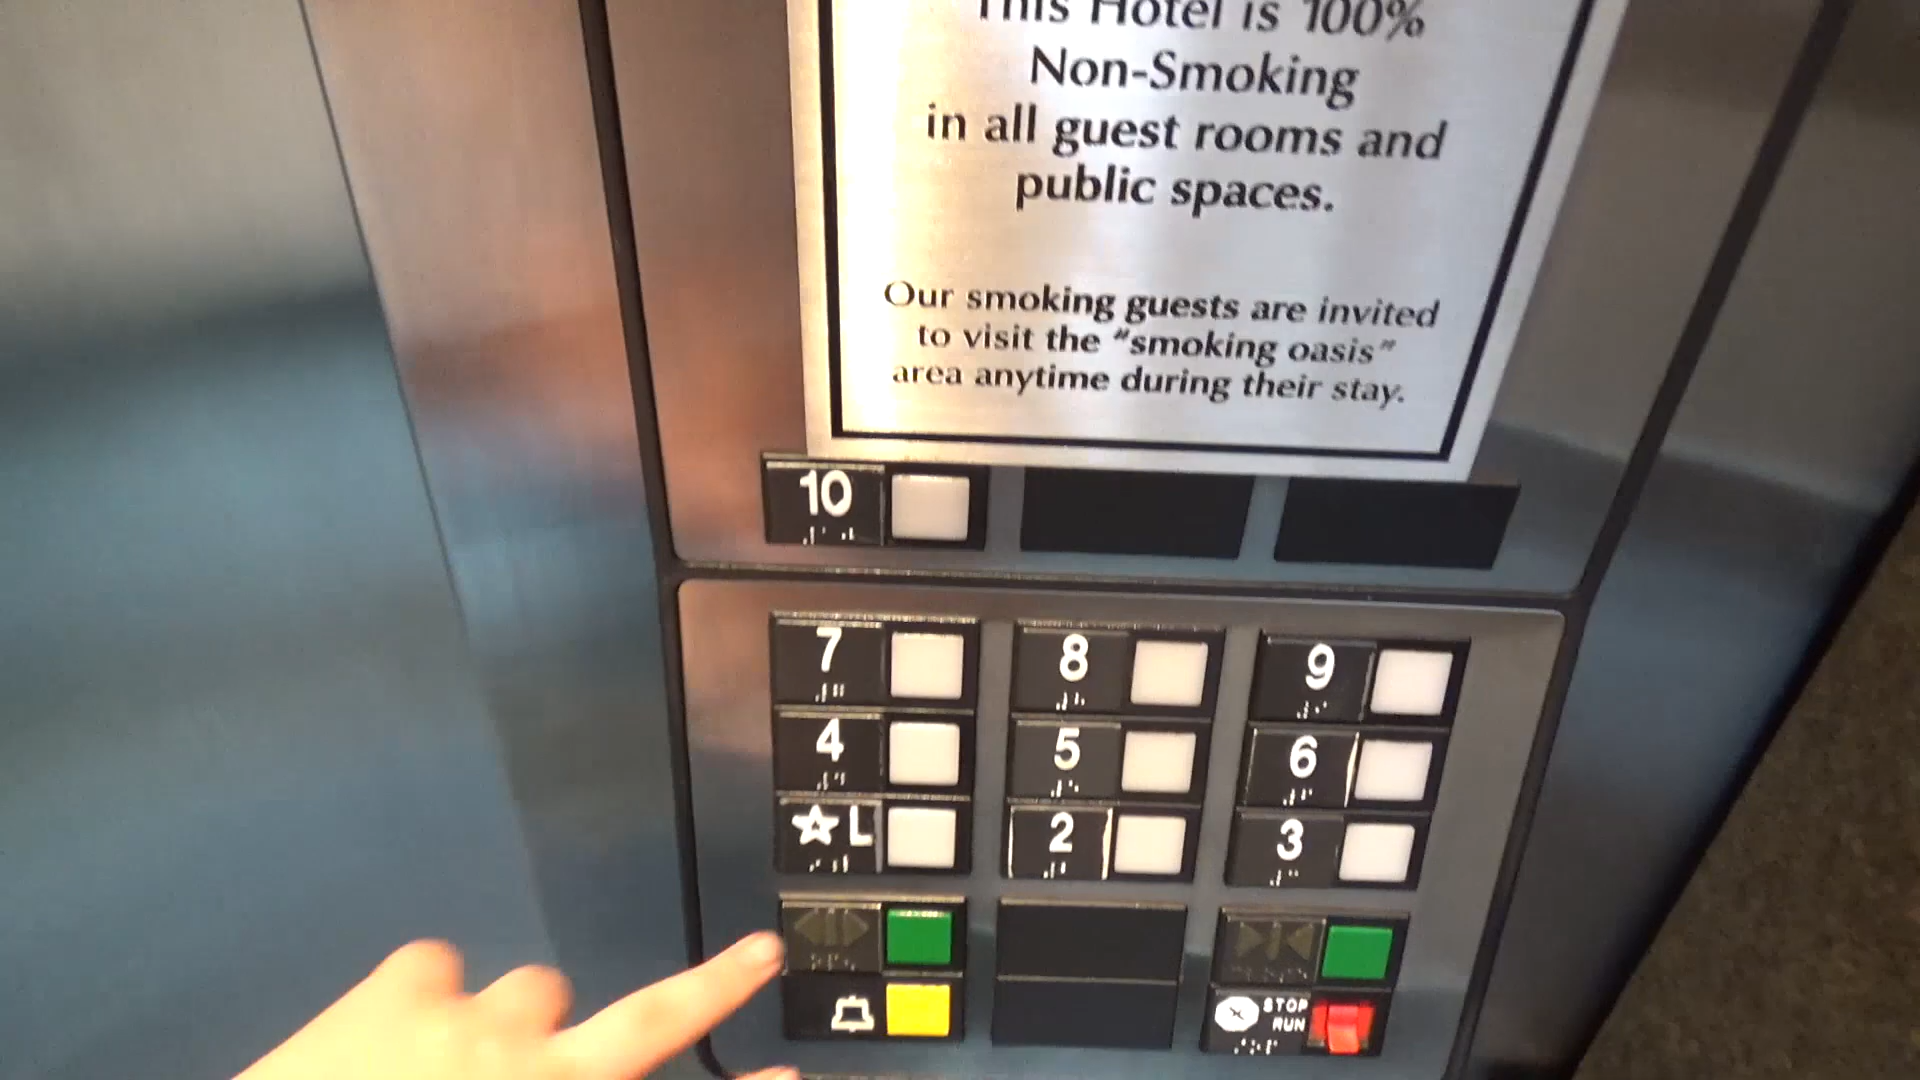 This Hotel is 100%
Non-Smoking
in all guest rooms and
public spaces.
Our smoking guests are invited
to visit the "smoking oasis"
area anytime during their stay.
10
7 8 9
4 5 6
☆ L 2 3
STOP
RUN